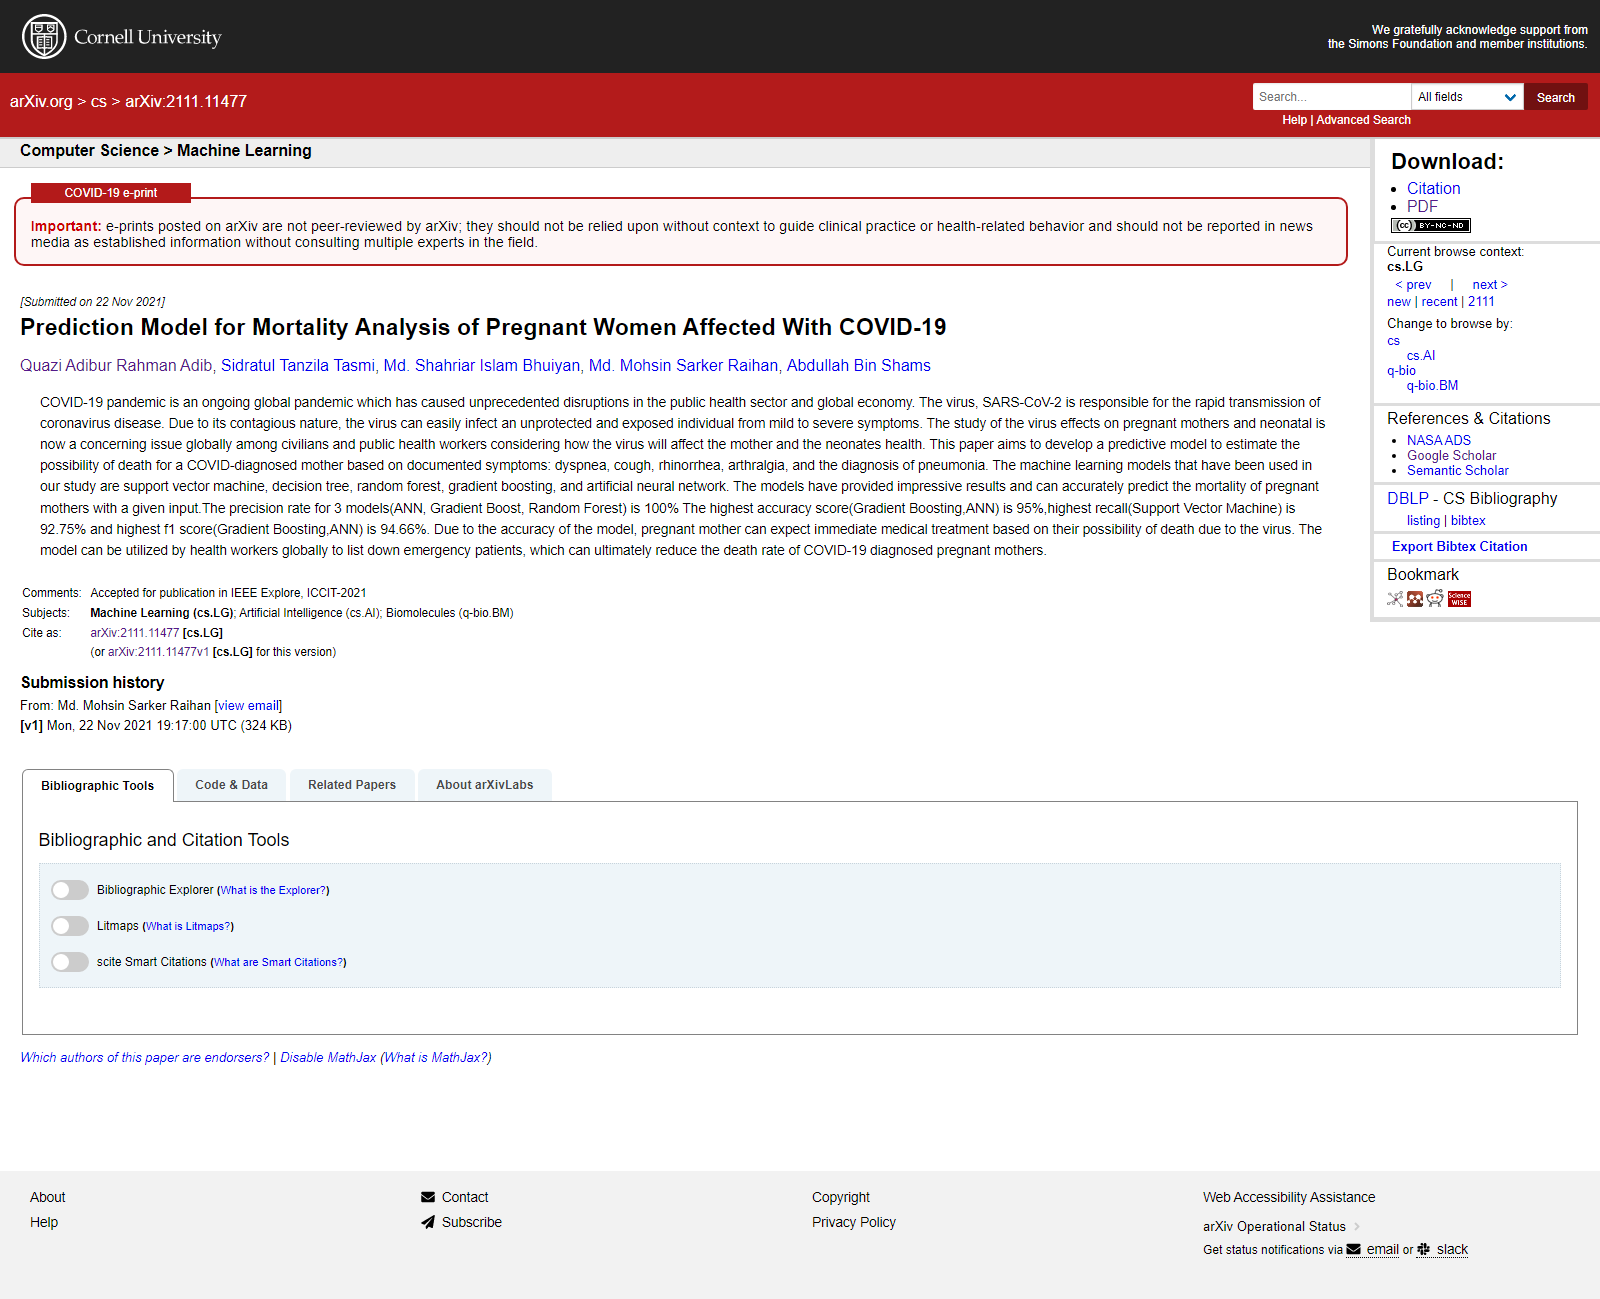 Cornell University
We gratefully acknowledge support from
the Simons Foundation and member institutions.
arXiv.org > cs > arXiv:2111.11477
Search...
All fields
Search
Help | Advanced Search
Computer Science > Machine Learning
COVID-19 e-print
Important: e-prints posted on arXiv are not peer-reviewed by arXiv; they should not be relied upon without context to guide clinical practice or health-related behavior and should not be reported in news
media as established information without consulting multiple experts in the field.
[Submitted on 22 Nov 2021]
Prediction Model for Mortality Analysis of Pregnant Women Affected With COVID-19
Quazi Adibur Rahman Adib, Sidratul Tanzila Tasmi, Md. Shahriar Islam Bhuiyan, Md. Mohsin Sarker Raihan, Abdullah Bin Shams
COVID-19 pandemic is an ongoing global pandemic which has caused unprecedented disruptions in the public health sector and global economy. The virus, SARS-CoV-2 is responsible for the rapid transmission of
coronavirus disease. Due to its contagious nature, the virus can easily infect an unprotected and exposed individual from mild to severe symptoms. The study of the virus effects on pregnant mothers and neonatal is
now a concerning issue globally among civilians and public health workers considering how the virus will affect the mother and the neonates health. This paper aims to develop a predictive model to estimate the
possibility of death for a COVID-diagnosed mother based on documented symptoms: dyspnea, cough, rhinorrhea, arthralgia, and the diagnosis of pneumonia. The machine learning models that have been used in
our study are support vector machine, decision tree, random forest, gradient boosting, and artificial neural network. The models have provided impressive results and can accurately predict the mortality of pregnant
mothers with a given input.The precision rate for 3 models(ANN, Gradient Boost, Random Forest) is 100% The highest accuracy score(Gradient Boosting,ANN) is 95%,highest recall(Support Vector Machine) is
92.75% and highest f1 score(Gradient Boosting,ANN) is 94.66%. Due to the accuracy of the model, pregnant mother can expect immediate medical treatment based on their possibility of death due to the virus. The
model can be utilized by health workers globally to list down emergency patients, which can ultimately reduce the death rate of COVID-19 diagnosed pregnant mothers.
Comments: Accepted for publication in IEEE Explore, ICCIT-2021
Subjects: Machine Learning (cs.LG); Artificial Intelligence (cs.AI); Biomolecules (q-bio.BM)
Cite as: arXiv:2111.11477 [cs.LG]
(or arXiv:2111.11477v1 [cs.LG] for this version)
Submission history
From: Md. Mohsin Sarker Raihan [view email]
[v1] Mon, 22 Nov 2021 19:17:00 UTC (324 KB)
Download:
Citation
PDF
(cc) BY-NC-ND
Current browse context:
cs.LG
< prev | next >
new | recent | 2111
Change to browse by:
cs
cs.AI
q-bio
q-bio.BM
References & Citations
NASA ADS
Google Scholar
Semantic Scholar
DBLP - CS Bibliography
listing | bibtex
Export Bibtex Citation
Bookmark
Science
WISE
Bibliographic Tools
Code & Data
Related Papers
About arXivLabs
Bibliographic and Citation Tools
Bibliographic Explorer (What is the Explorer?)
Litmaps (What is Litmaps?)
scite Smart Citations (What are Smart Citations?)
Which authors of this paper are endorsers? | Disable MathJax (What is MathJax?)
About
Help
Contact
Subscribe
Copyright
Privacy Policy
Web Accessibility Assistance
arXiv Operational Status >
Get status notifications via email or slack